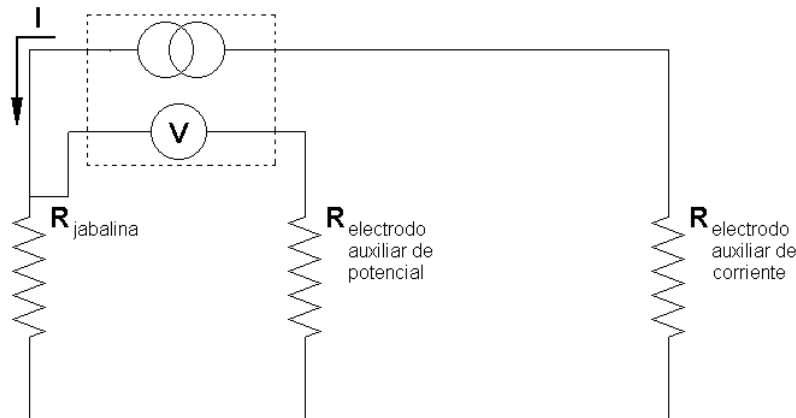 I
V
R jabalina
R electrodo
auxiliar de
potencial
R electrodo
auxiliar de
corriente